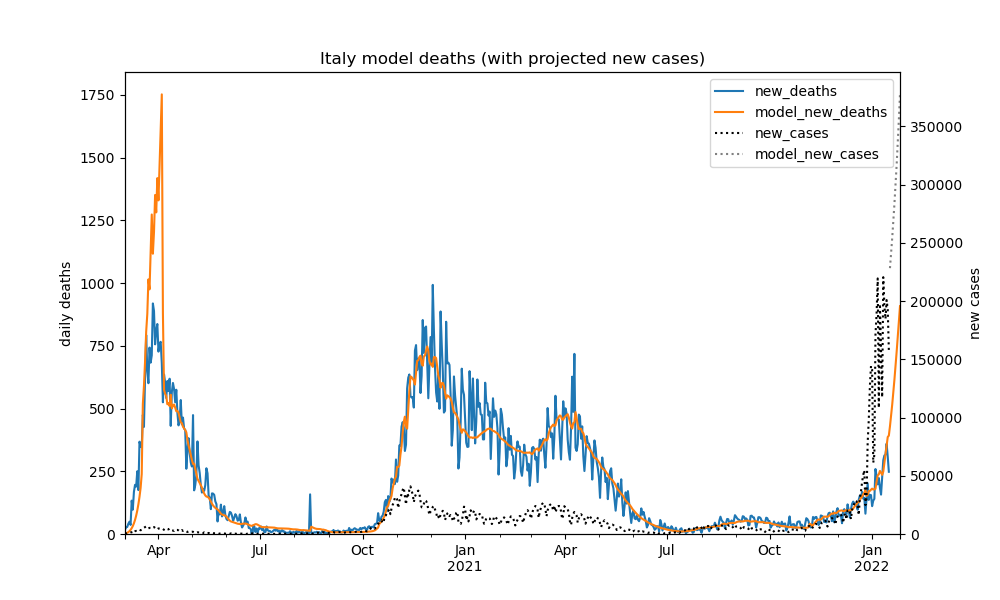 Italy model deaths (with projected new cases)
new_deaths
model_new_deaths
new_cases
model_new_cases
daily deaths
1750
1500
1250
1000
750
500
250
0
new cases
350000
300000
250000
200000
150000
100000
50000
0
Apr
Jul
Oct
Jan
2021
Apr
Jul
Oct
Jan
2022